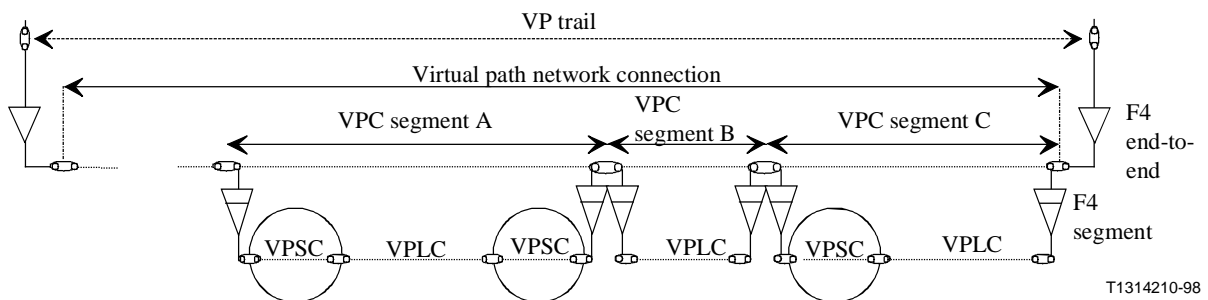 VP trail
Virtual path network connection
VPC segment A
VPC
segment B
VPC segment C
F4
end-to-
end
F4
segment
VPSC
VPLC
VPSC
VPLC
VPSC
VPLC
T1314210-98